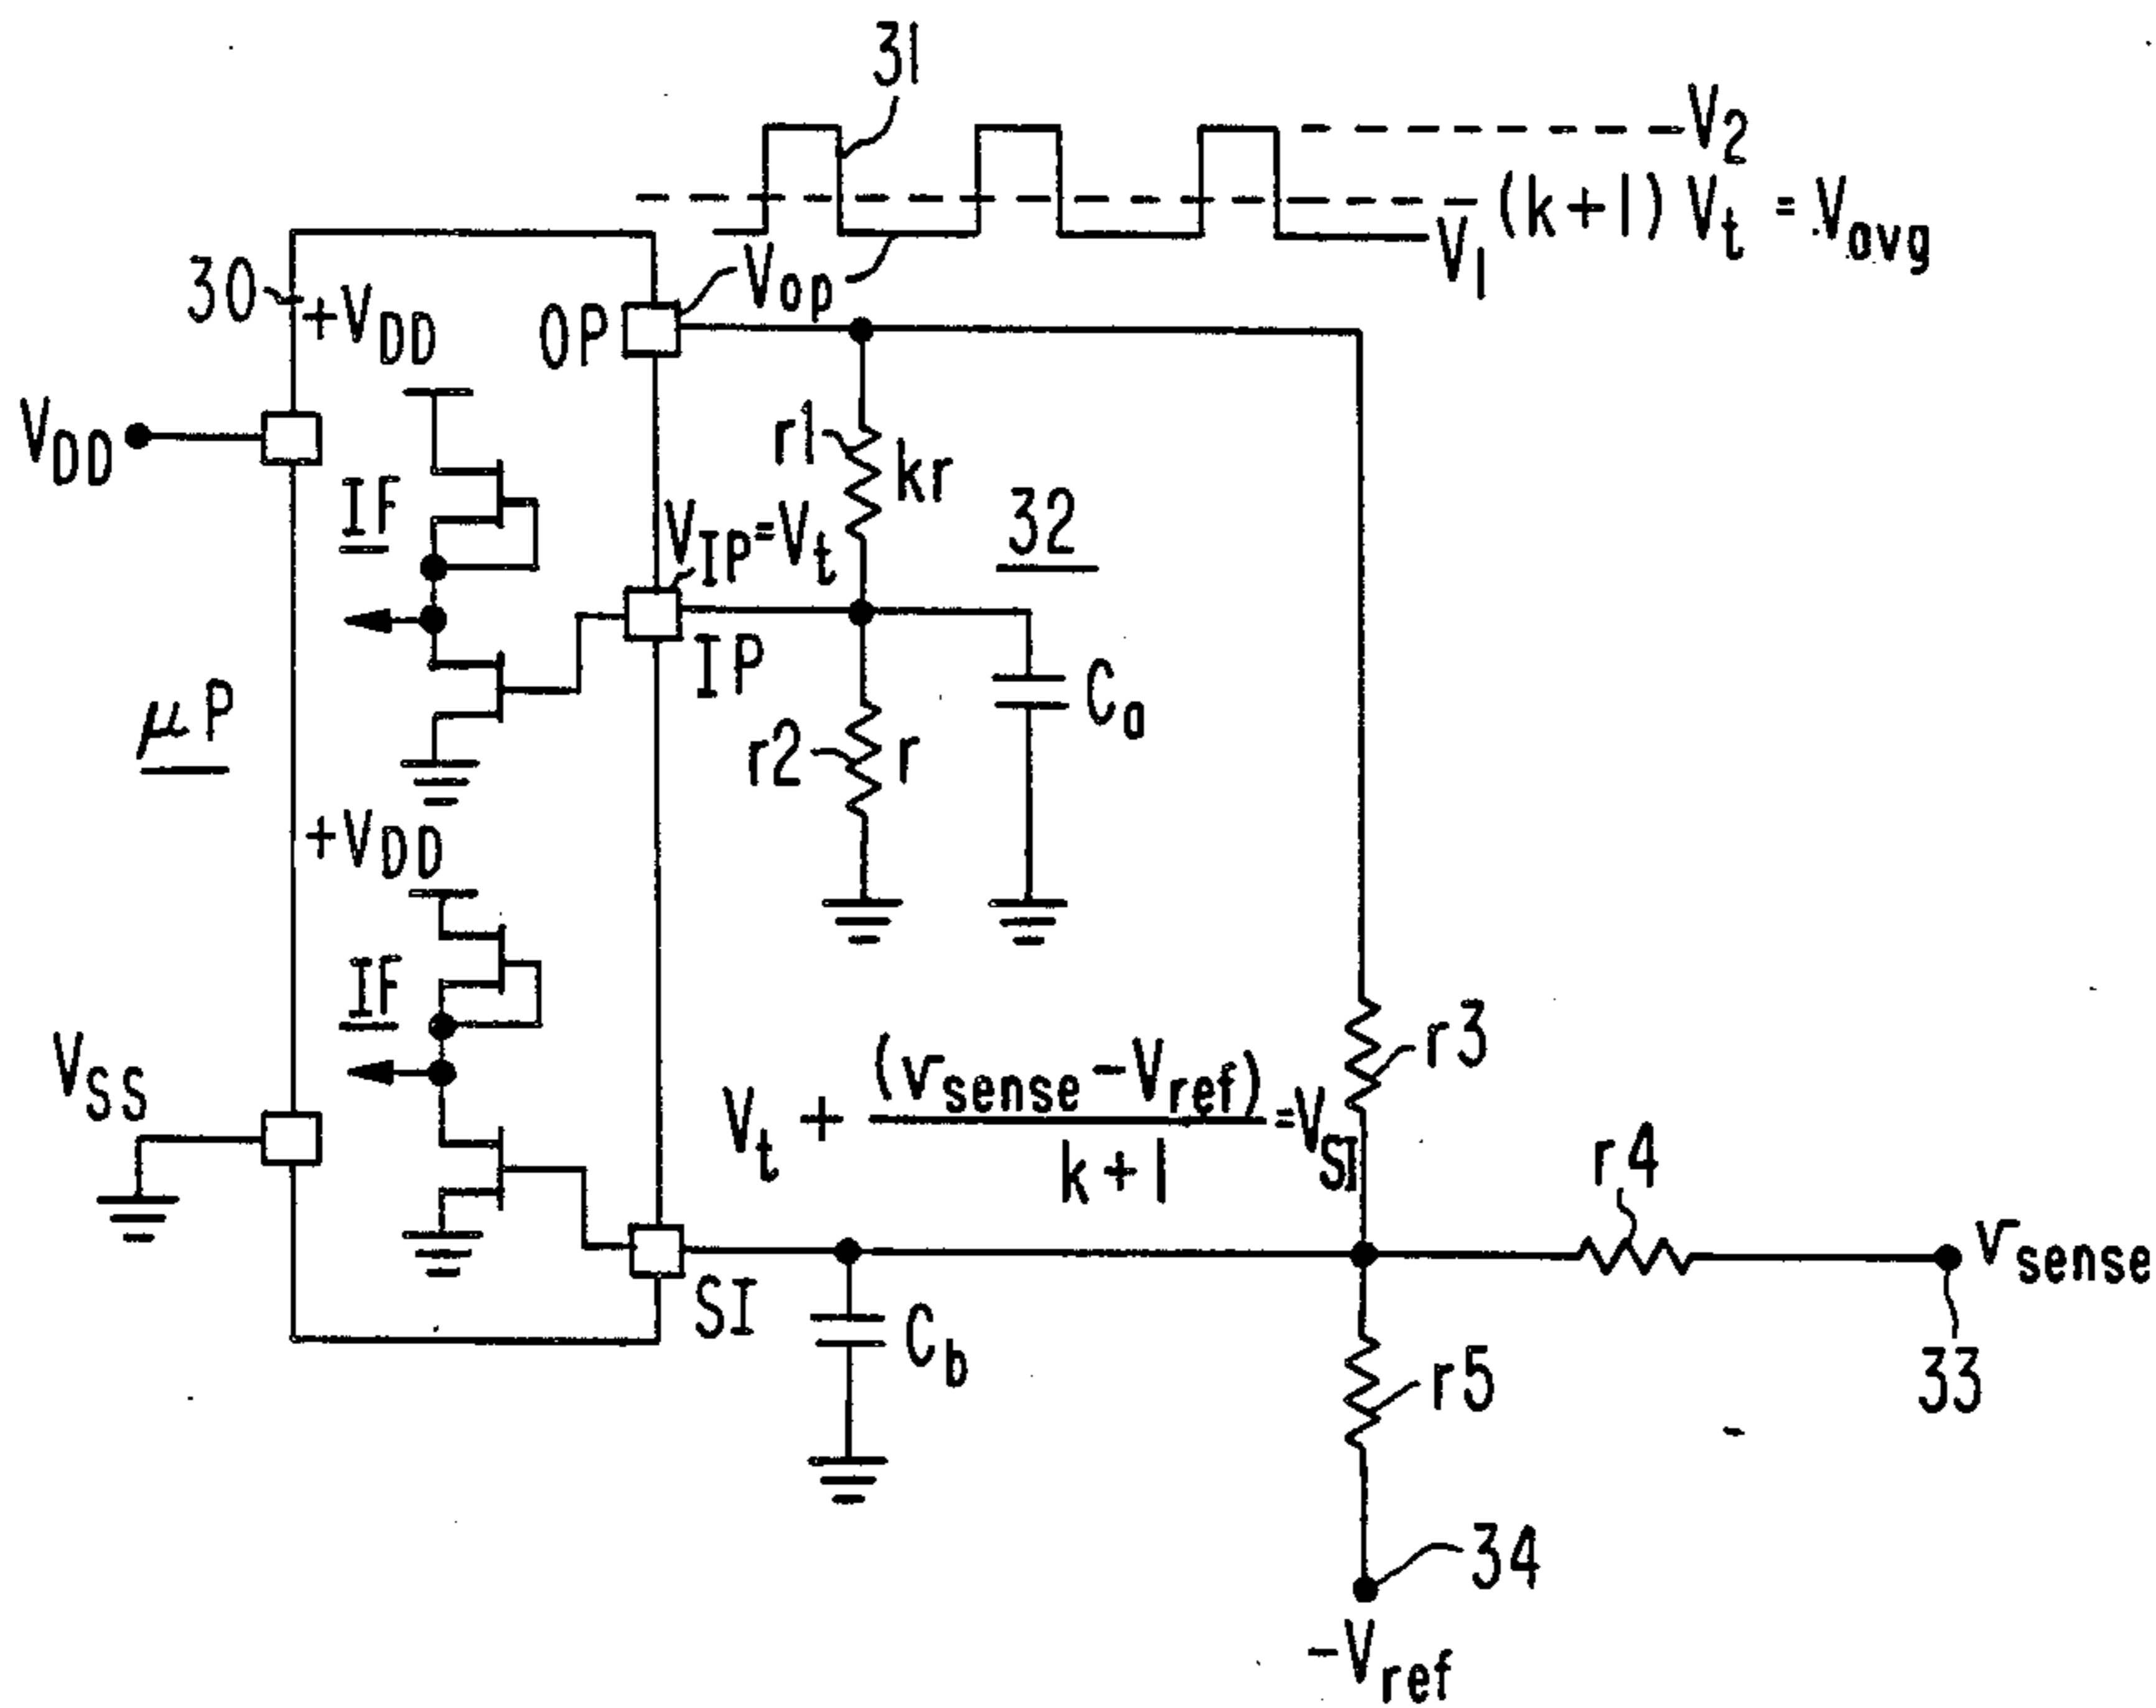 31
V2
(k+1) Vt = Vavg
V1
30
+VDD
OP
Vop
VDD
IF
r1
kr
VIP=Vt
32
IP
Ca
μP
r2
r
+VDD
IF
VSS
r3
Vt + (vsense-Vref)/k+1 =VSI
r4
vsense
SI
Cb
r5
33
34
-Vref